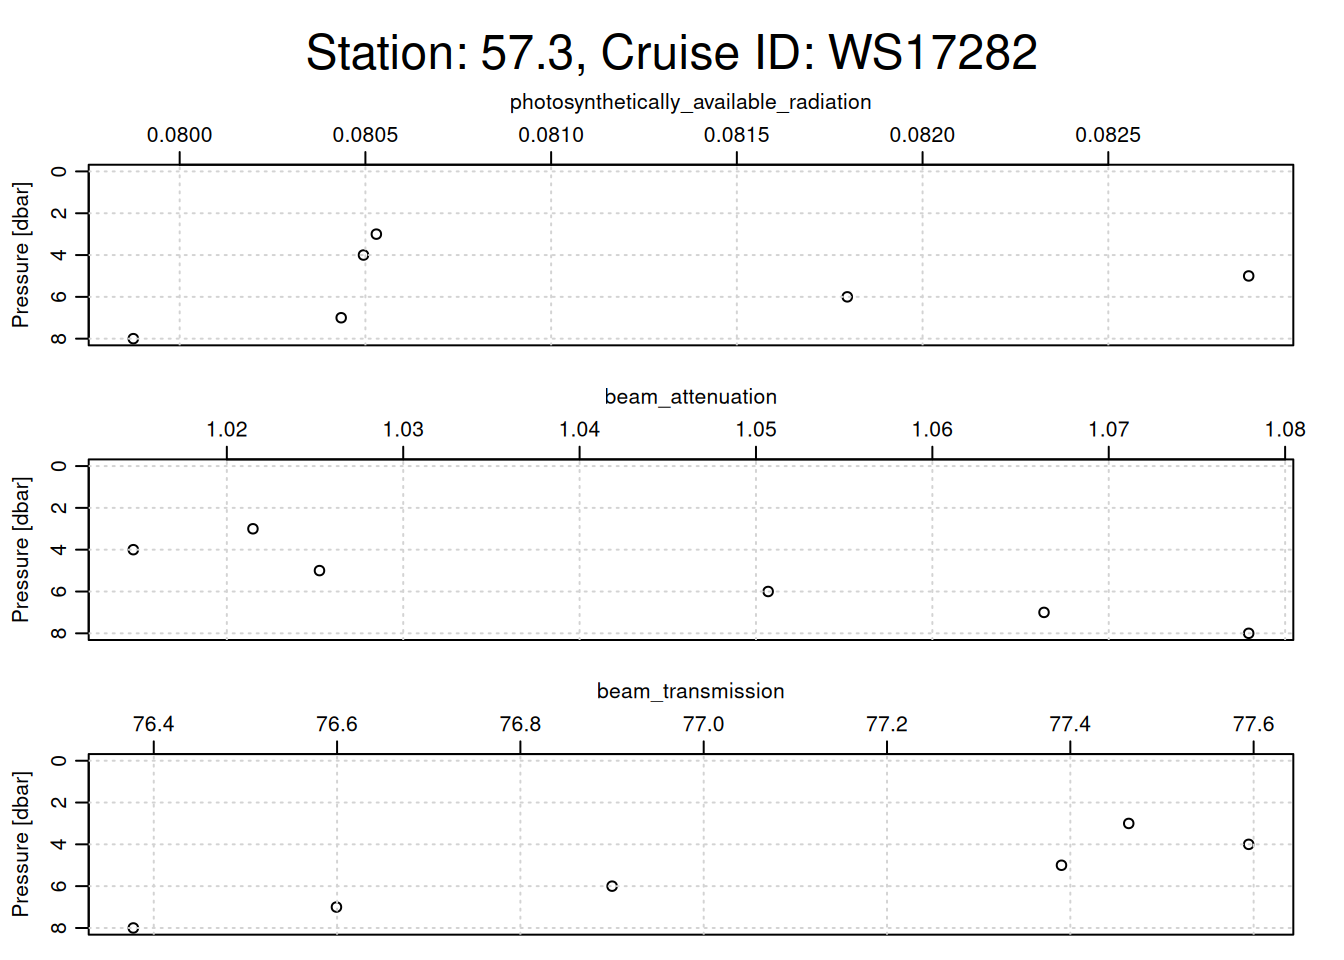 Station: 57.3, Cruise ID: WS17282
photosynthetically_available_radiation
0.0800 0.0805 0.0810 0.0815 0.0820 0.0825
Pressure [dbar]
0
2
4
6
8
beam_attenuation
1.02 1.03 1.04 1.05 1.06 1.07 1.08
Pressure [dbar]
0
2
4
6
8
beam_transmission
76.4 76.6 76.8 77.0 77.2 77.4 77.6
Pressure [dbar]
0
2
4
6
8